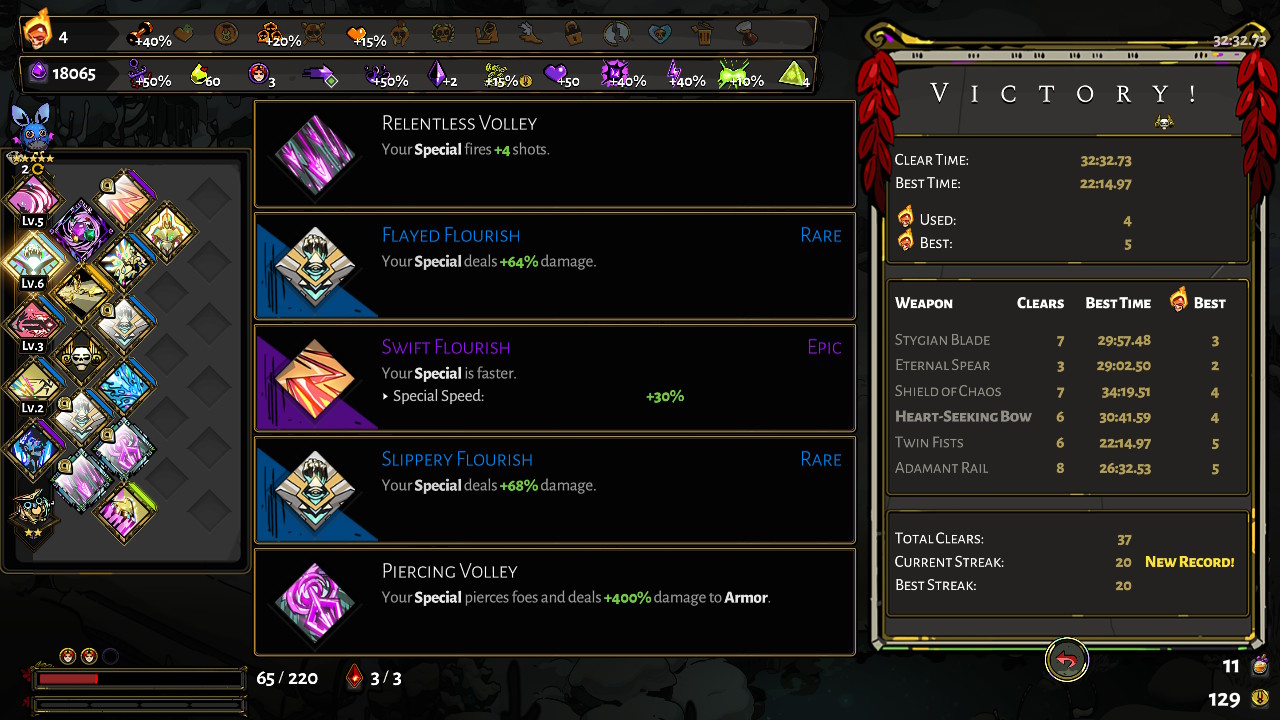 4
+40%
+20%
+15%
18065
+50%
60
3
+50%
+2
+15%
+50
+40%
+40%
+10%
4
32:32.73
2
Lv.5
Lv.6
Lv.3
Lv.2
RELENTLESS VOLLEY
Your Special fires +4 shots.
FLAYED FLOURISH RARE
Your Special deals +64% damage.
SWIFT FLOURISH EPIC
Your Special is faster.
▸ Special Speed: +30%
SLIPPERY FLOURISH RARE
Your Special deals +68% damage.
PIERCING VOLLEY
Your Special pierces foes and deals +400% damage to Armor.
VICTORY!
CLEAR TIME: 32:32.73
BEST TIME: 22:14.97
USED: 4
BEST: 5
WEAPON CLEARS BEST TIME BEST
STYGIAN BLADE 7 29:57.48 3
ETERNAL SPEAR 3 29:02.50 2
SHIELD OF CHAOS 7 34:19.51 4
HEART-SEEKING BOW 6 30:41.59 4
TWIN FISTS 6 22:14.97 5
ADAMANT RAIL 8 26:32.53 5
TOTAL CLEARS: 37
CURRENT STREAK: 20 NEW RECORD!
BEST STREAK: 20
65 / 220
3 / 3
11
129